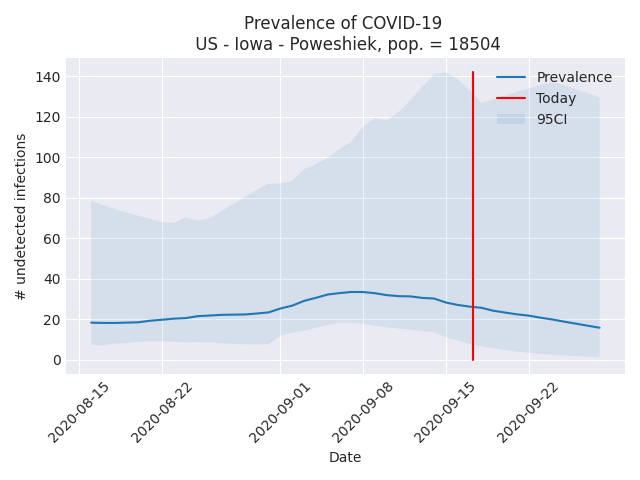 Prevalence of COVID-19
US - Iowa - Poweshiek, pop. = 18504
# undetected infections
140
120
100
80
60
40
20
0
Prevalence
Today
95CI
2020-08-15
2020-08-22
2020-09-01
2020-09-08
2020-09-15
2020-09-22
Date